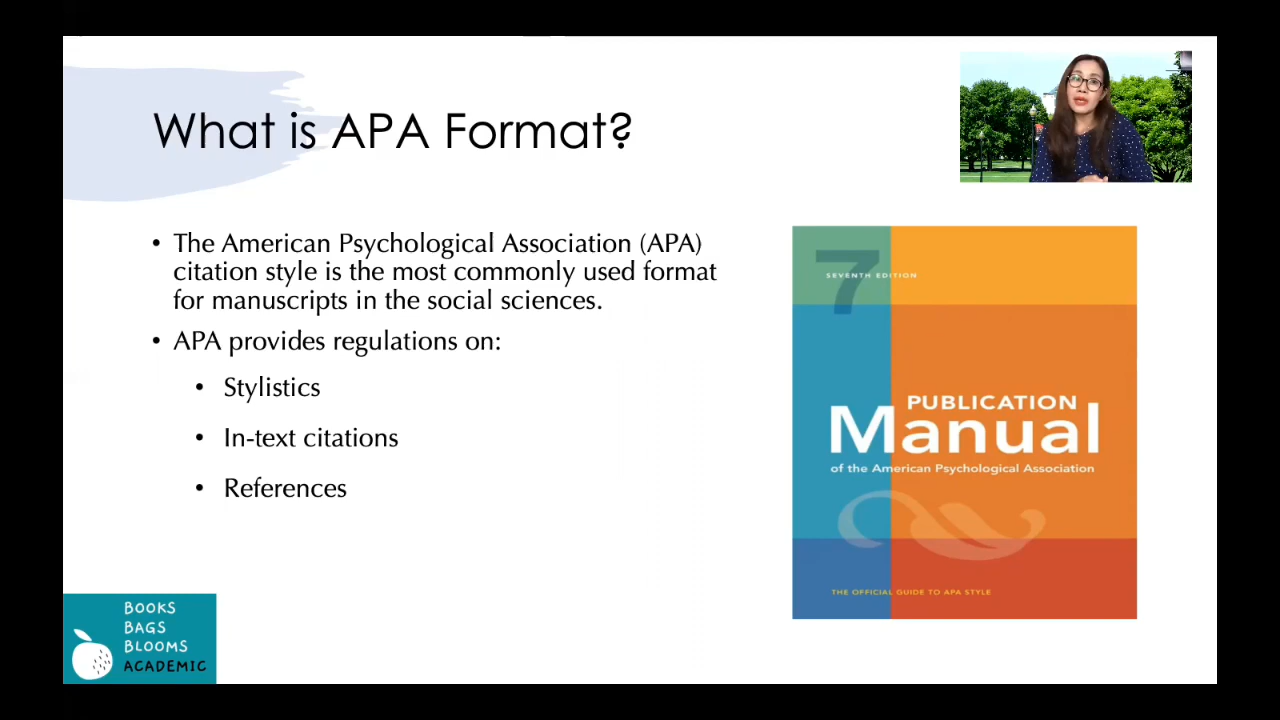 What is APA Format?
• The American Psychological Association (APA)
citation style is the most commonly used format
for manuscripts in the social sciences.
• APA provides regulations on:
• Stylistics
• In-text citations
• References
7
SEVENTH EDITION
PUBLICATION
Manual
of the American Psychological Association
THE OFFICIAL GUIDE TO APA STYLE
BOOKS
BAGS
BLOOMS
ACADEMIC